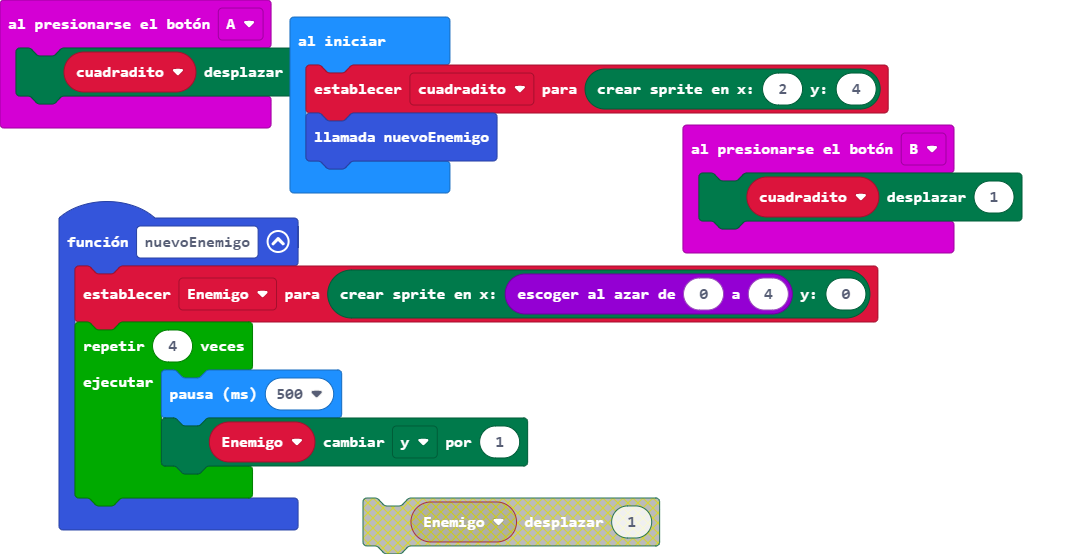 al presionarse el botón A
cuadradito desplazar
al iniciar
establecer cuadradito para crear sprite en x: 2 y: 4
llamada nuevoEnemigo
al presionarse el botón B
cuadradito desplazar 1
función nuevoEnemigo
establecer Enemigo para crear sprite en x: escoger al azar de 0 a 4 y: 0
repetir 4 veces
ejecutar
pausa (ms) 500
Enemigo cambiar y por 1
Enemigo desplazar 1